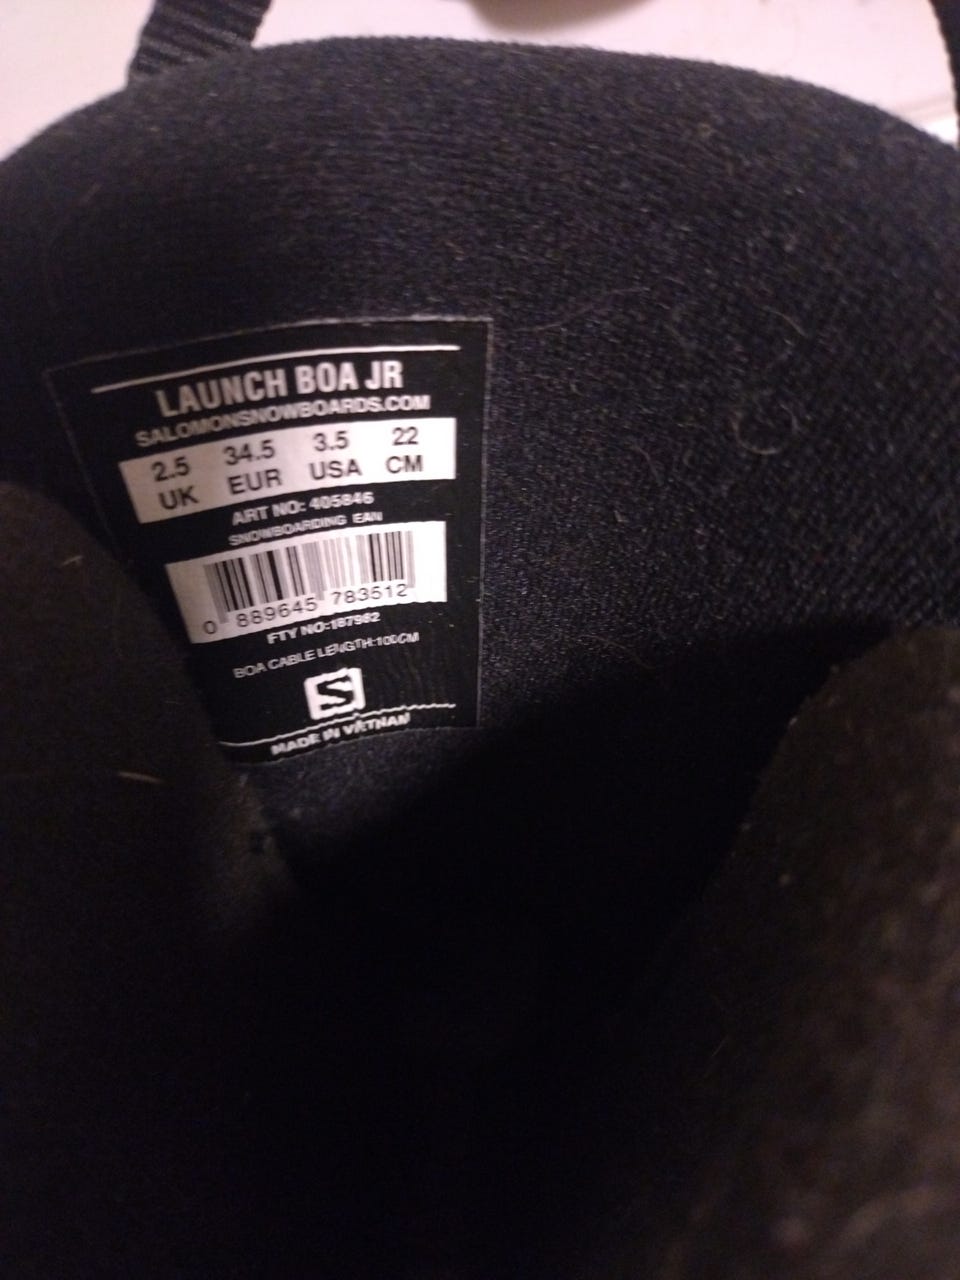 LAUNCH BOA JR
SALOMONSNOWBOARDS.COM
2.5 34.5 3.5 22
UK EUR USA CM
ART NO: 405846
SNOWBOARDING EAN
0 889645 783512
FTY NO:187982
BOA CABLE LENGTH:100CM
S
MADE IN VIETNAM